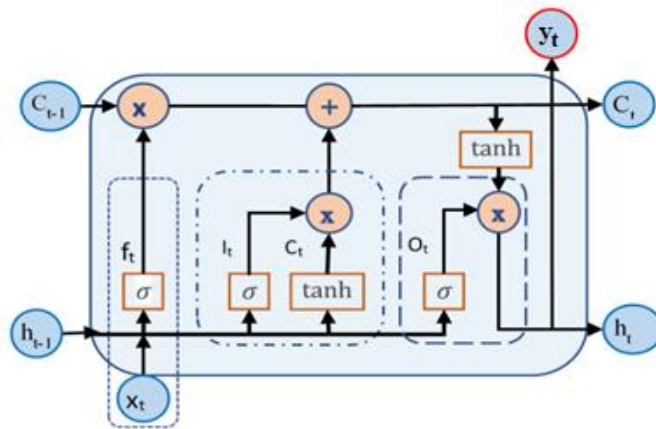 yt
Ct-1
x
+
Ct
tanh
x
x
ft
It
Ct
Ot
σ
σ
tanh
σ
ht-1
ht
xt